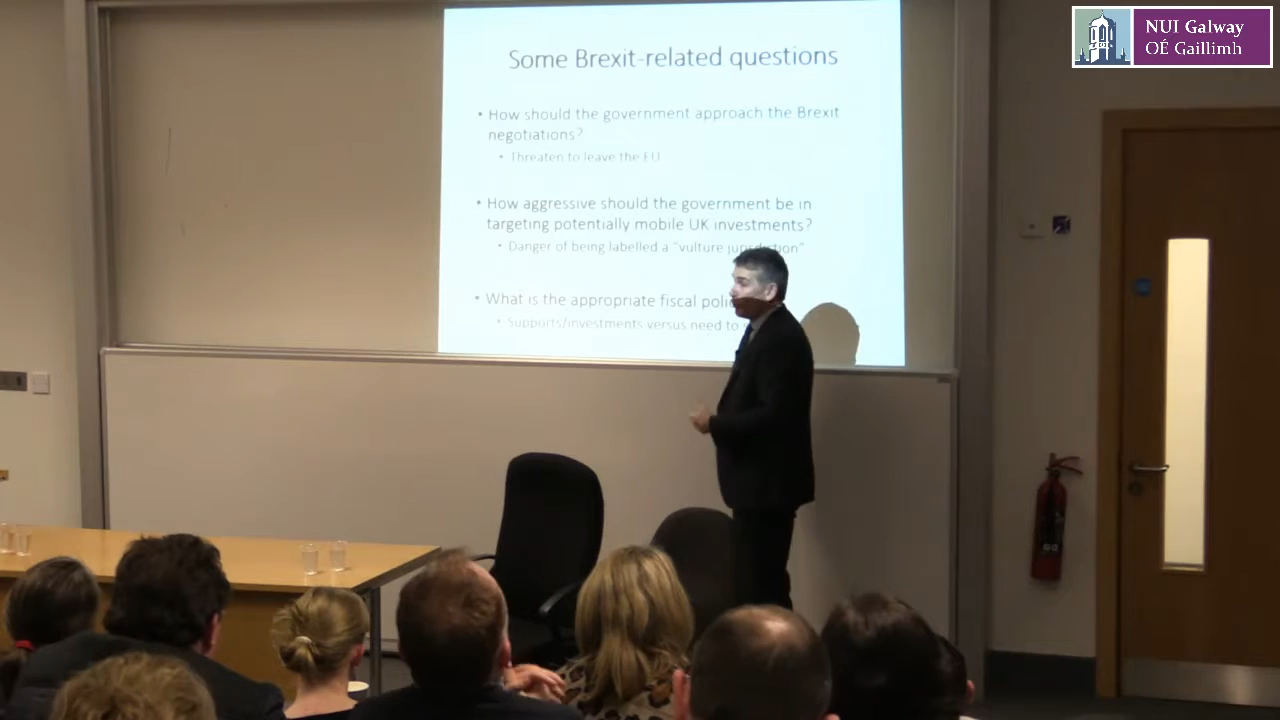 NUI Galway
OÉ Gaillimh
Some Brexit-related questions
• How should the government approach the Brexit
negotiations?
• Threaten to leave the EU
• How aggressive should the government be in
targeting potentially mobile UK investments?
• Danger of being labelled a "vulture jurisdiction"
• What is the appropriate fiscal
• Supports/investments versus need to